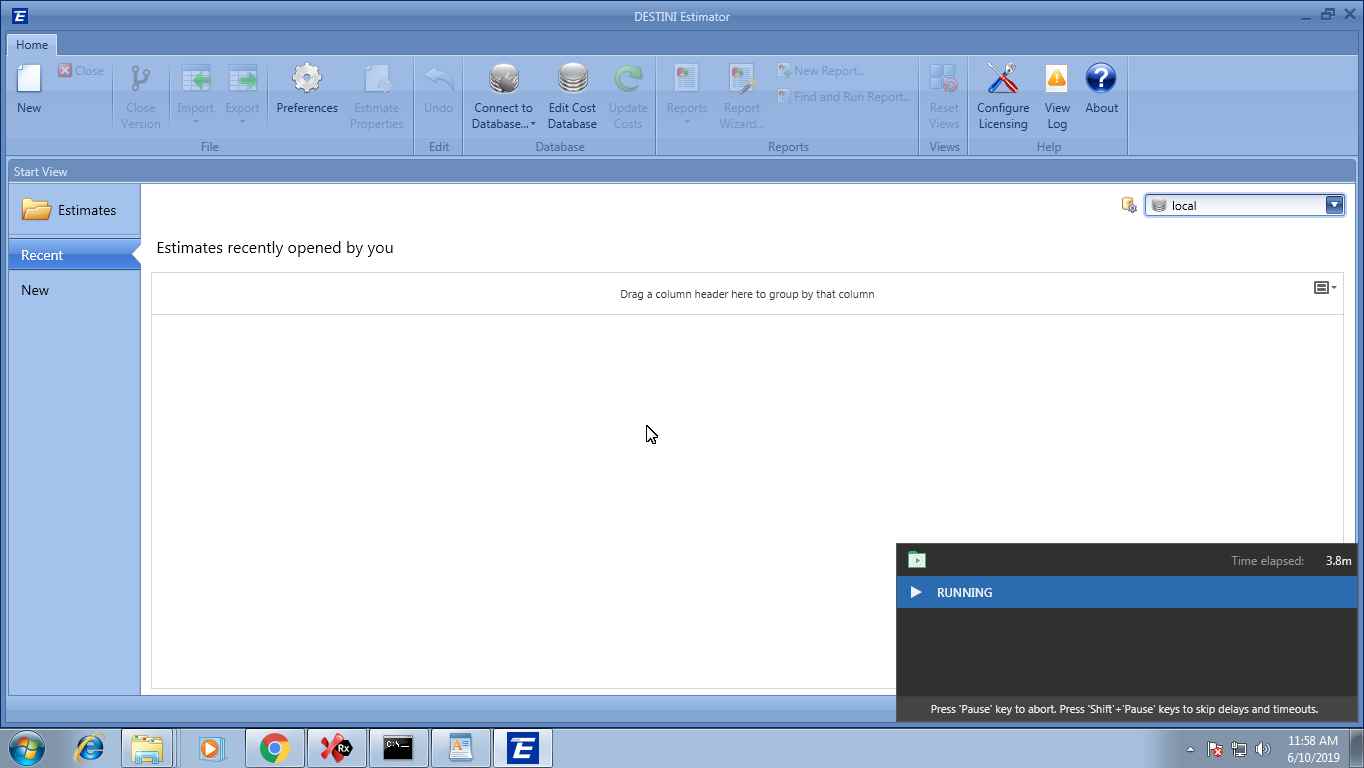 DESTINI Estimator
Home
New
Close
Close Version
Import
Export
Preferences
Estimate Properties
File
Undo
Edit
Connect to Database...
Edit Cost Database
Update Costs
Database
Reports
Report Wizard...
New Report...
Find and Run Report...
Reports
Reset Views
Views
Configure Licensing
View Log
About
Help
Start View
Estimates
Recent
New
local
Estimates recently opened by you
Drag a column header here to group by that column
Time elapsed: 3.8m
RUNNING
Press 'Pause' key to abort. Press 'Shift'+'Pause' keys to skip delays and timeouts.
Rx
C:\
11:58 AM
6/10/2019